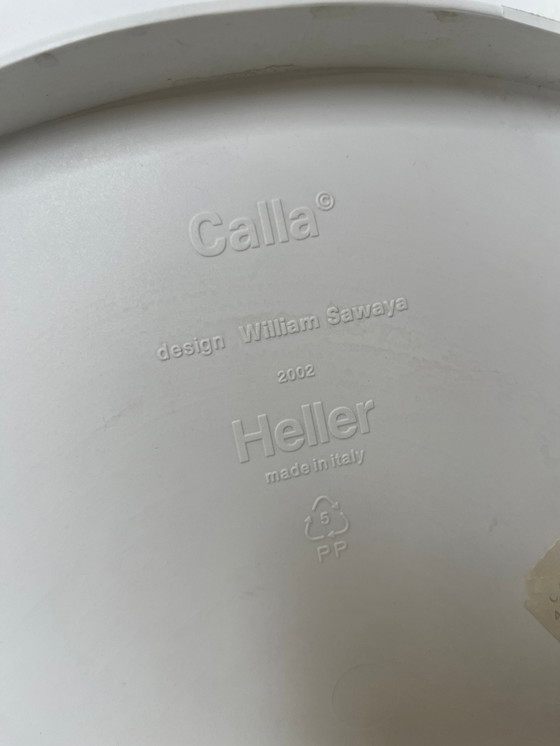 Calla©
design William Sawaya
2002
Heller
made in italy
5
PP